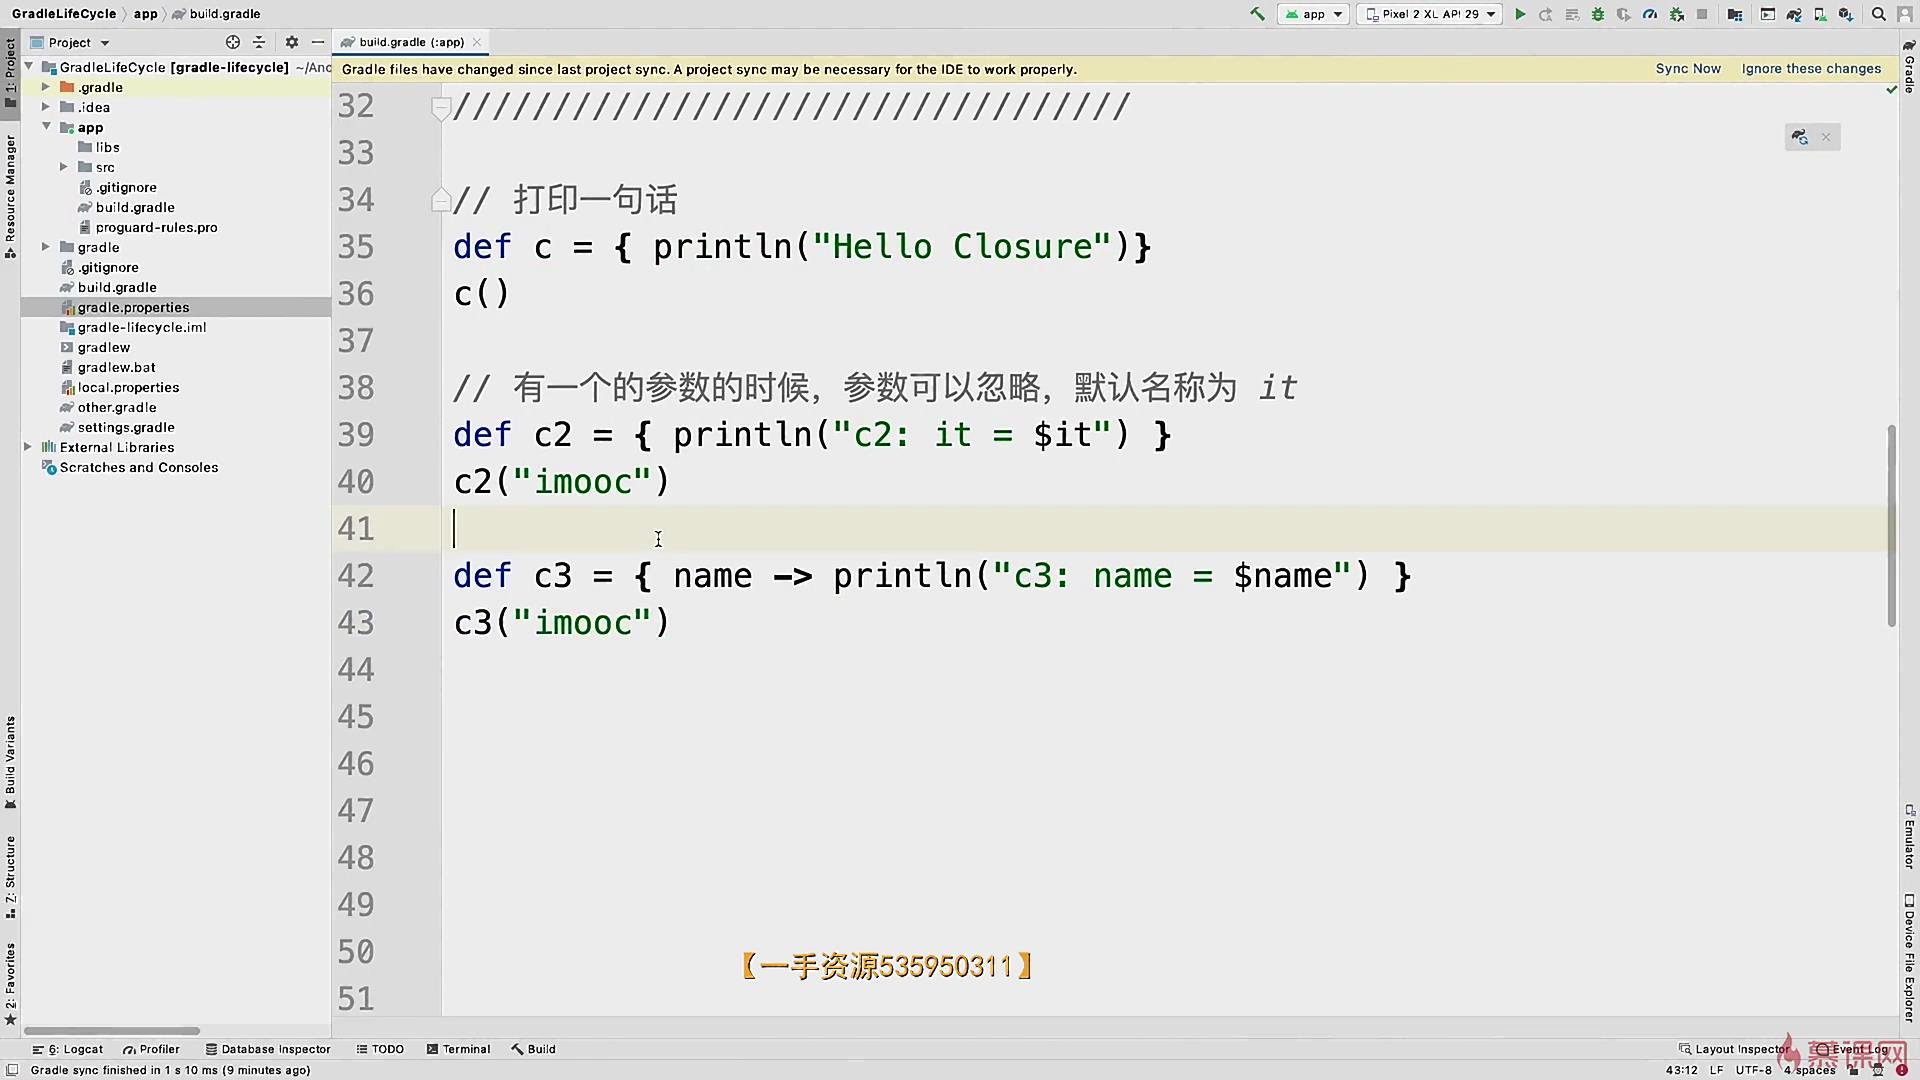 GradleLifeCycle app build.gradle
app
Pixel 2 XL API 29
Project
build.gradle (:app)
Gradle files have changed since last project sync. A project sync may be necessary for the IDE to work properly.
Sync Now Ignore these changes
GradleLifeCycle [gradle-lifecycle] ~/Anc
.gradle
.idea
app
libs
src
.gitignore
build.gradle
proguard-rules.pro
gradle
.gitignore
build.gradle
gradle.properties
gradle-lifecycle.iml
gradlew
gradlew.bat
local.properties
other.gradle
settings.gradle
External Libraries
Scratches and Consoles
1: Project
Resource Manager
Build Variants
Z: Structure
2: Favorites
32 //////////////////////////////////
33
34 // 打印一句话
35 def c = { println("Hello Closure")}
36 c()
37
38 // 有一个的参数的时候，参数可以忽略，默认名称为 it
39 def c2 = { println("c2: it = $it") }
40 c2("imooc")
41
42 def c3 = { name -> println("c3: name = $name") }
43 c3("imooc")
44
45
46
47
48
49
50
51
【一手资源535950311】
Gradle
Emulator
Device File Explorer
6: Logcat Profiler Database Inspector TODO Terminal Build
Layout Inspector Event Log
慕课网
Gradle sync finished in 1 s 10 ms (9 minutes ago)
43:12 LF UTF-8 4 spaces